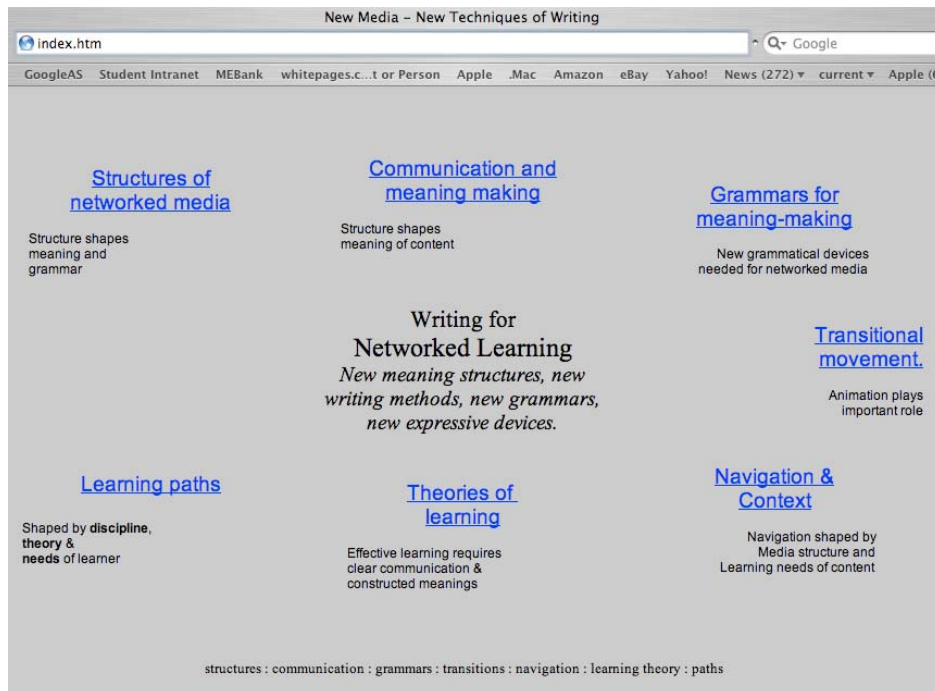 New Media – New Techniques of Writing
index.htm
Google
GoogleAS Student Intranet MEBank whitepages.c...t or Person Apple .Mac Amazon eBay Yahoo! News (272) current Apple (
Structures of
networked media
Structure shapes
meaning and
grammar
Communication and
meaning making
Structure shapes
meaning of content
Grammars for
meaning-making
New grammatical devices
needed for networked media
Writing for
Networked Learning
New meaning structures, new
writing methods, new grammars,
new expressive devices.
Transitional
movement.
Animation plays
important role
Learning paths
Shaped by discipline,
theory &
needs of learner
Theories of
learning
Effective learning requires
clear communication &
constructed meanings
Navigation &
Context
Navigation shaped by
Media structure and
Learning needs of content
structures : communication : grammars : transitions : navigation : learning theory : paths